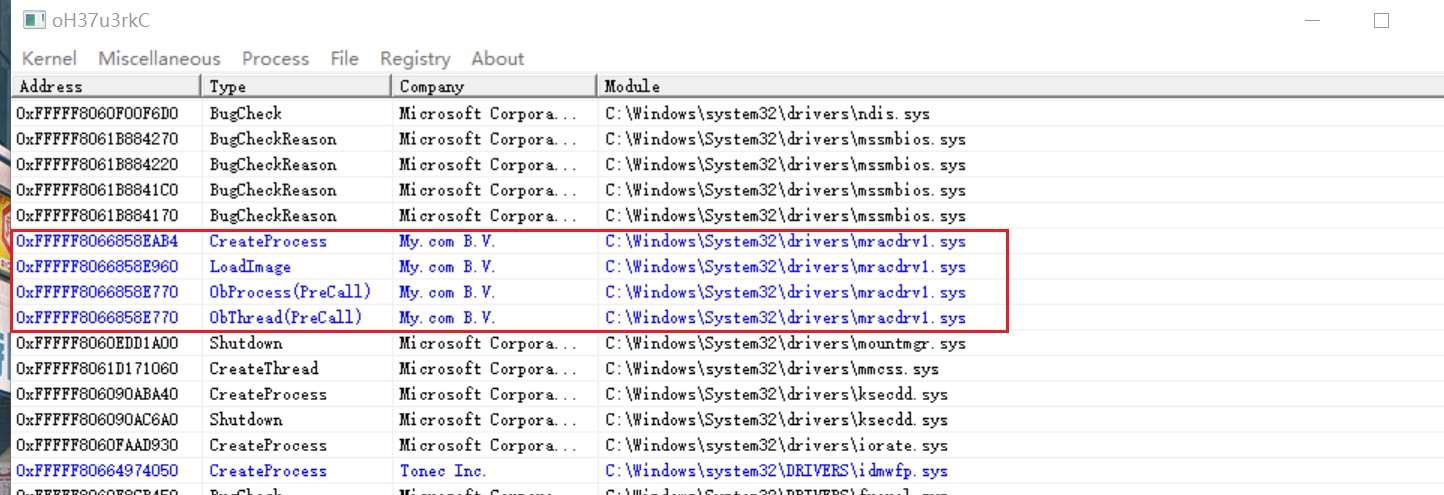 oH37u3rkC
Kernel Miscellaneous Process File Registry About
Address Type Company Module
0xFFFFF8060F00F6D0 BugCheck Microsoft Corpora... C:\Windows\system32\drivers\ndis.sys
0xFFFFF8061B884270 BugCheckReason Microsoft Corpora... C:\Windows\System32\drivers\mssmbios.sys
0xFFFFF8061B884220 BugCheckReason Microsoft Corpora... C:\Windows\System32\drivers\mssmbios.sys
0xFFFFF8061B8841C0 BugCheckReason Microsoft Corpora... C:\Windows\System32\drivers\mssmbios.sys
0xFFFFF8061B884170 BugCheckReason Microsoft Corpora... C:\Windows\System32\drivers\mssmbios.sys
0xFFFFF8066858EAB4 CreateProcess My.com B.V. C:\Windows\System32\drivers\mracdrv1.sys
0xFFFFF8066858E960 LoadImage My.com B.V. C:\Windows\System32\drivers\mracdrv1.sys
0xFFFFF8066858E770 ObProcess(PreCall) My.com B.V. C:\Windows\System32\drivers\mracdrv1.sys
0xFFFFF8066858E770 ObThread(PreCall) My.com B.V. C:\Windows\System32\drivers\mracdrv1.sys
0xFFFFF8060EDD1A00 Shutdown Microsoft Corpora... C:\Windows\System32\drivers\mountmgr.sys
0xFFFFF8061D171060 CreateThread Microsoft Corpora... C:\Windows\system32\drivers\mmcss.sys
0xFFFFF806090ABA40 CreateProcess Microsoft Corpora... C:\Windows\System32\drivers\ksecdd.sys
0xFFFFF806090AC6A0 Shutdown Microsoft Corpora... C:\Windows\System32\drivers\ksecdd.sys
0xFFFFF8060FAAD930 CreateProcess Microsoft Corpora... C:\Windows\system32\drivers\iorate.sys
0xFFFFF80664974050 CreateProcess Tonec Inc. C:\Windows\system32\DRIVERS\idmwfp.sys
BugCheck Microsoft Corpora...